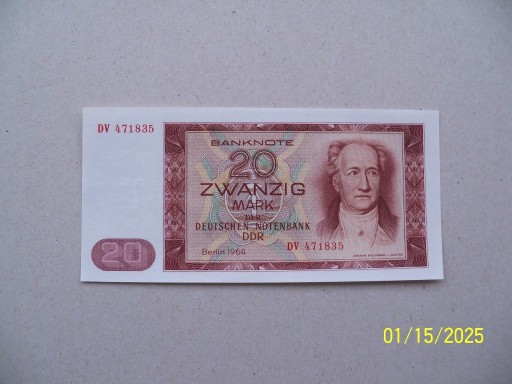 DV 471835
BANKNOTE
20
ZWANZIG
MARK
DER
DEUTSCHEN NOTENBANK
DDR
DV 471835
20
Berlin 1964
01/15/2025